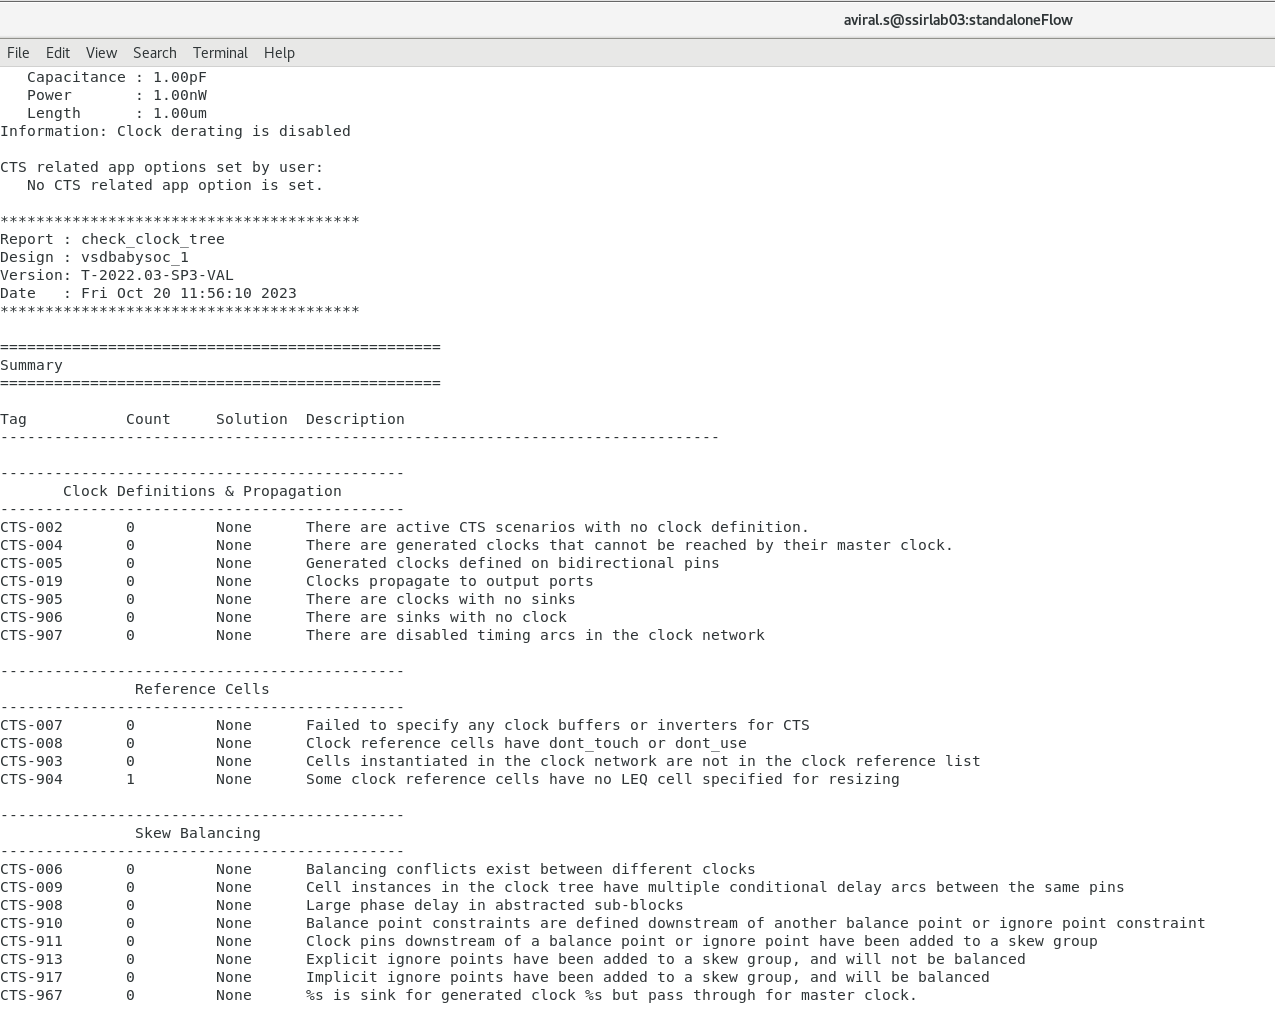 aviral.s@ssirlab03:standaloneFlow
File Edit View Search Terminal Help
   Capacitance : 1.00pF
   Power       : 1.00nW
   Length      : 1.00um
Information: Clock derating is disabled

CTS related app options set by user:
   No CTS related app option is set.

****************************************
Report : check_clock_tree
Design : vsdbabysoc_1
Version: T-2022.03-SP3-VAL
Date   : Fri Oct 20 11:56:10 2023
****************************************

=================================================
Summary
=================================================

Tag           Count     Solution  Description
--------------------------------------------------------------------------------

---------------------------------------------
       Clock Definitions & Propagation
---------------------------------------------
CTS-002       0         None      There are active CTS scenarios with no clock definition.
CTS-004       0         None      There are generated clocks that cannot be reached by their master clock.
CTS-005       0         None      Generated clocks defined on bidirectional pins
CTS-019       0         None      Clocks propagate to output ports
CTS-905       0         None      There are clocks with no sinks
CTS-906       0         None      There are sinks with no clock
CTS-907       0         None      There are disabled timing arcs in the clock network

---------------------------------------------
               Reference Cells
---------------------------------------------
CTS-007       0         None      Failed to specify any clock buffers or inverters for CTS
CTS-008       0         None      Clock reference cells have dont_touch or dont_use
CTS-903       0         None      Cells instantiated in the clock network are not in the clock reference list
CTS-904       1         None      Some clock reference cells have no LEQ cell specified for resizing

---------------------------------------------
               Skew Balancing
---------------------------------------------
CTS-006       0         None      Balancing conflicts exist between different clocks
CTS-009       0         None      Cell instances in the clock tree have multiple conditional delay arcs between the same pins
CTS-908       0         None      Large phase delay in abstracted sub-blocks
CTS-910       0         None      Balance point constraints are defined downstream of another balance point or ignore point constraint
CTS-911       0         None      Clock pins downstream of a balance point or ignore point have been added to a skew group
CTS-913       0         None      Explicit ignore points have been added to a skew group, and will not be balanced
CTS-917       0         None      Implicit ignore points have been added to a skew group, and will be balanced
CTS-967       0         None      %s is sink for generated clock %s but pass through for master clock.